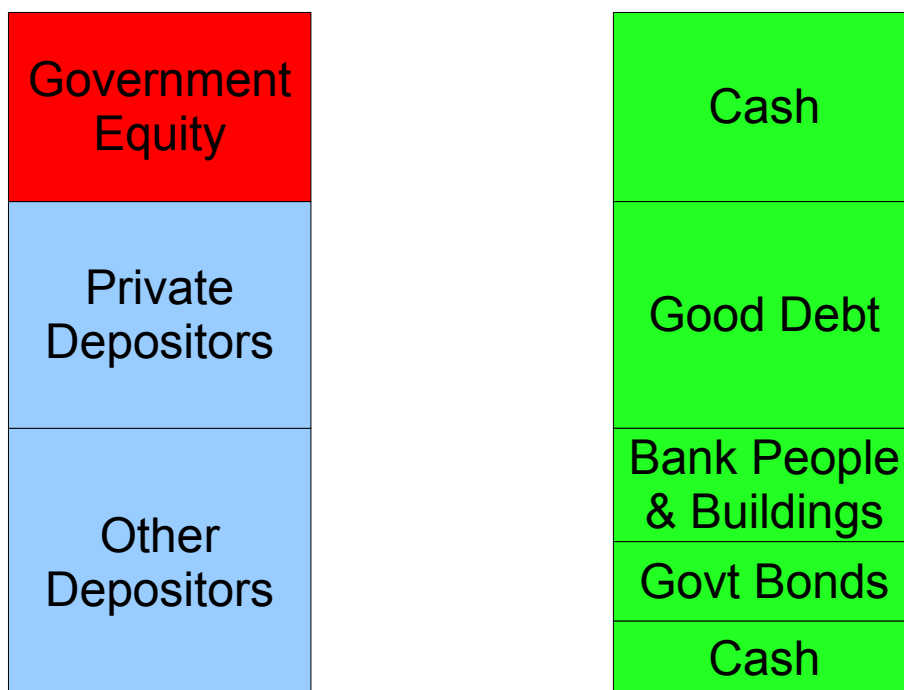 Government
Equity
Private
Depositors
Other
Depositors
Cash
Good Debt
Bank People
& Buildings
Govt Bonds
Cash